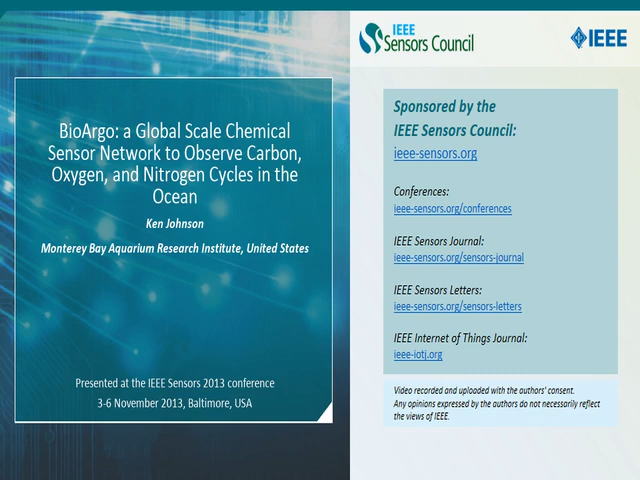 IEEE
Sensors Council
IEEE
BioArgo: a Global Scale Chemical
Sensor Network to Observe Carbon,
Oxygen, and Nitrogen Cycles in the
Ocean
Ken Johnson
Monterey Bay Aquarium Research Institute, United States
Presented at the IEEE Sensors 2013 conference
3-6 November 2013, Baltimore, USA
Sponsored by the
IEEE Sensors Council:
ieee-sensors.org
Conferences:
ieee-sensors.org/conferences
IEEE Sensors Journal:
ieee-sensors.org/sensors-journal
IEEE Sensors Letters:
ieee-sensors.org/sensors-letters
IEEE Internet of Things Journal:
ieee-iotj.org
Video recorded and uploaded with the authors' consent.
Any opinions expressed by the authors do not necessarily reflect
the views of IEEE.